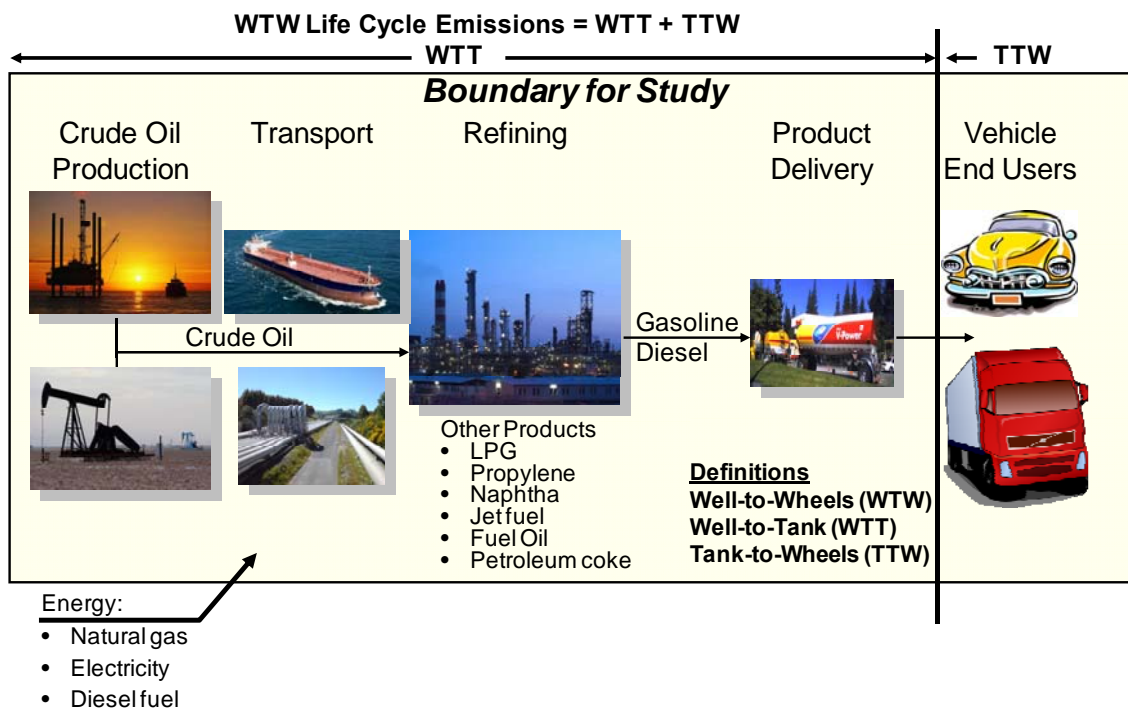 WTW Life Cycle Emissions = WTT + TTW
WTT
TTW
Boundary for Study
Crude Oil
Production
Transport
Refining
Product
Delivery
Vehicle
End Users
Crude Oil
Gasoline
Diesel
V-Power
Other Products
• LPG
• Propylene
• Naphtha
• Jet fuel
• Fuel Oil
• Petroleum coke
Definitions
Well-to-Wheels (WTW)
Well-to-Tank (WTT)
Tank-to-Wheels (TTW)
Energy:
• Natural gas
• Electricity
• Diesel fuel